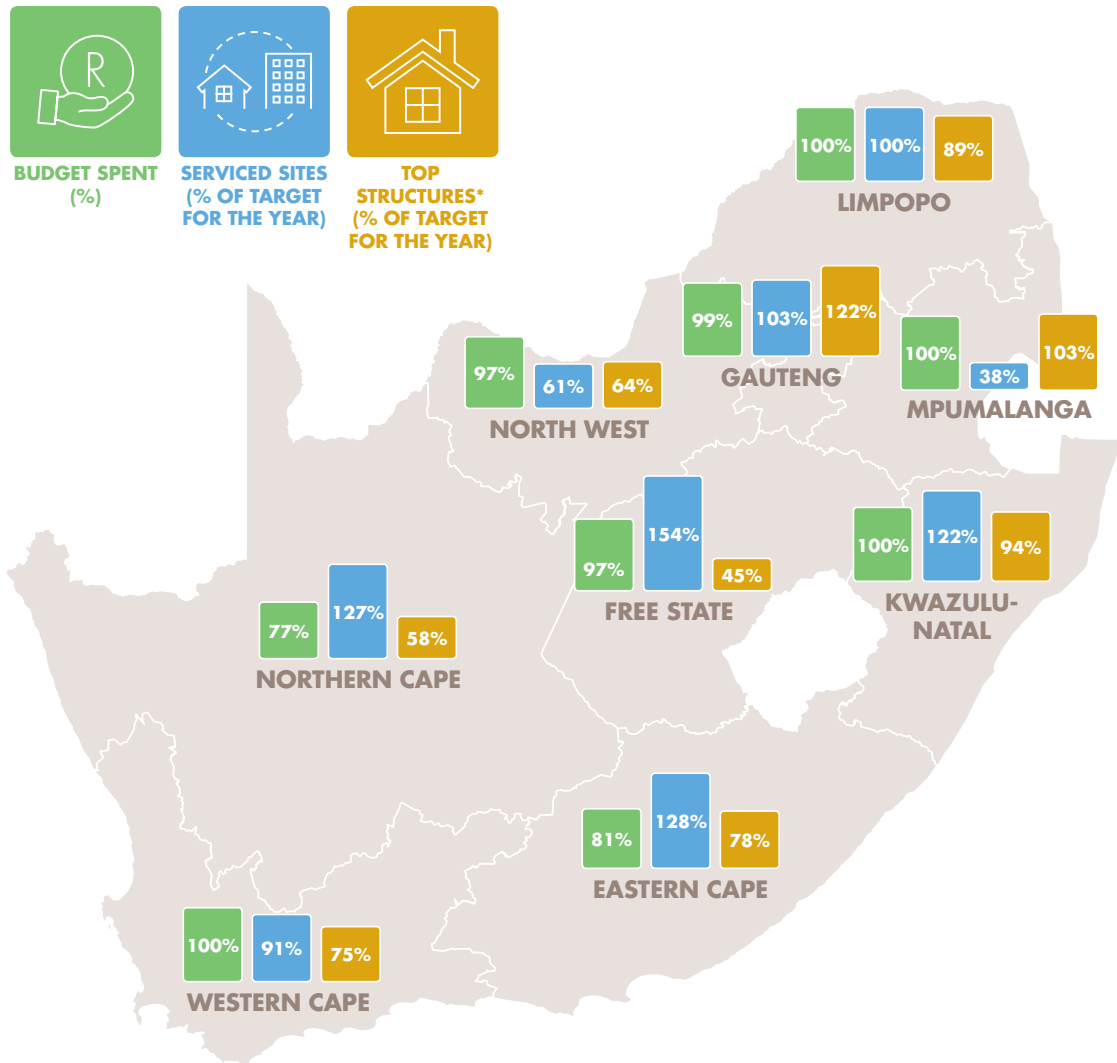 R
BUDGET SPENT
(%)
SERVICED SITES
(% OF TARGET
FOR THE YEAR)
TOP
STRUCTURES*
(% OF TARGET
FOR THE YEAR)
100%
100%
89%
LIMPOPO
99%
103%
122%
GAUTENG
100%
38%
103%
MPUMALANGA
97%
61%
64%
NORTH WEST
97%
154%
45%
FREE STATE
100%
122%
94%
KWAZULU-
NATAL
77%
127%
58%
NORTHERN CAPE
81%
128%
78%
EASTERN CAPE
100%
91%
75%
WESTERN CAPE